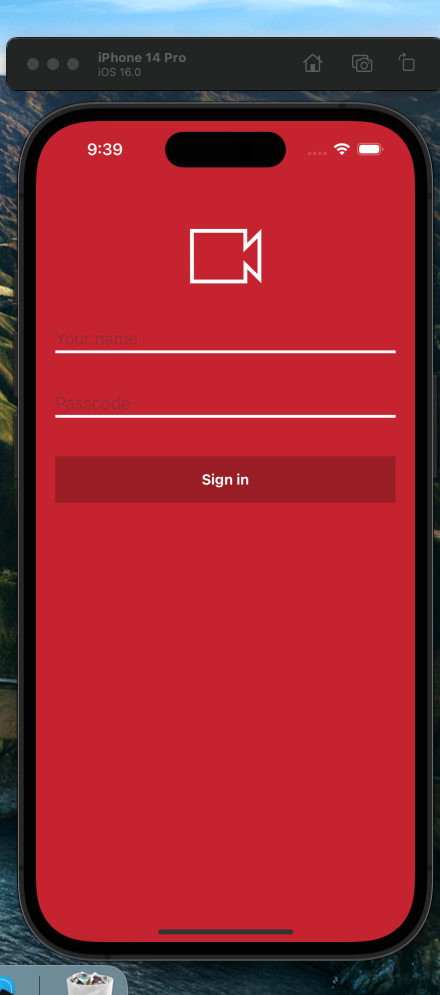 iPhone 14 Pro
iOS 16.0
9:39
Your name
Passcode
Sign in